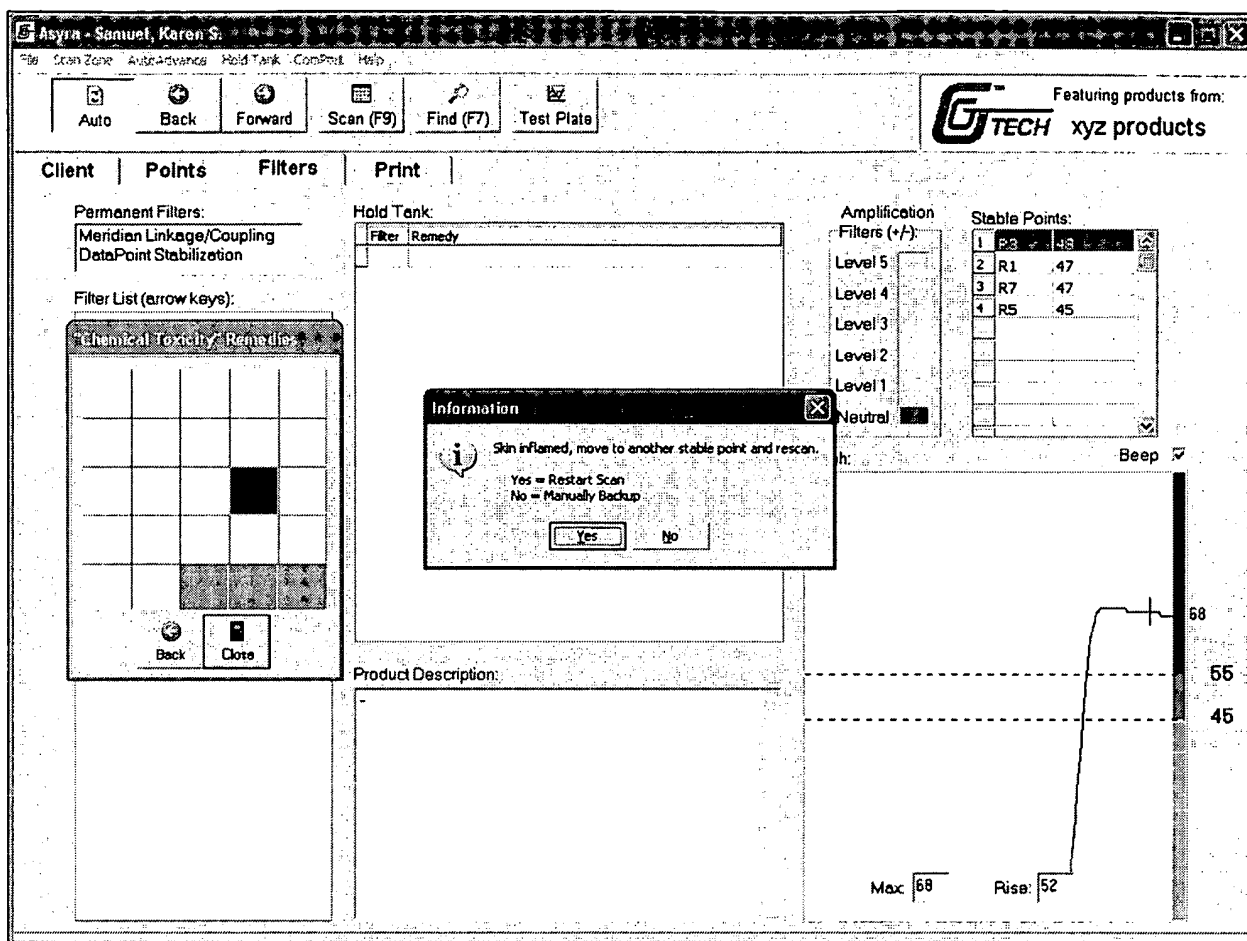 Asyra - Samuel, Karen S.
File Scan Zone AutoAdvance Hold Tank ComPort Help
Auto Back Forward Scan (F9) Find (F7) Test Plate
GTECH
Featuring products from:
xyz products
Client Points Filters Print
Permanent Filters:
Meridian Linkage/Coupling
DataPoint Stabilization
Filter List (arrow keys):
"Chemical Toxicity" Remedies
Back Close
Hold Tank:
Filter Remedy
Information
Skin inflamed, move to another stable point and rescan.
Yes = Restart Scan
No = Manually Backup
Yes No
Product Description:
-
Amplification
Filters (+/-):
Level 5
Level 4
Level 3
Level 2
Level 1
Neutral
Stable Points:
1 R3 48
2 R1 47
3 R7 47
4 R5 45
Beep
68
55
45
Max: 68 Rise: 52